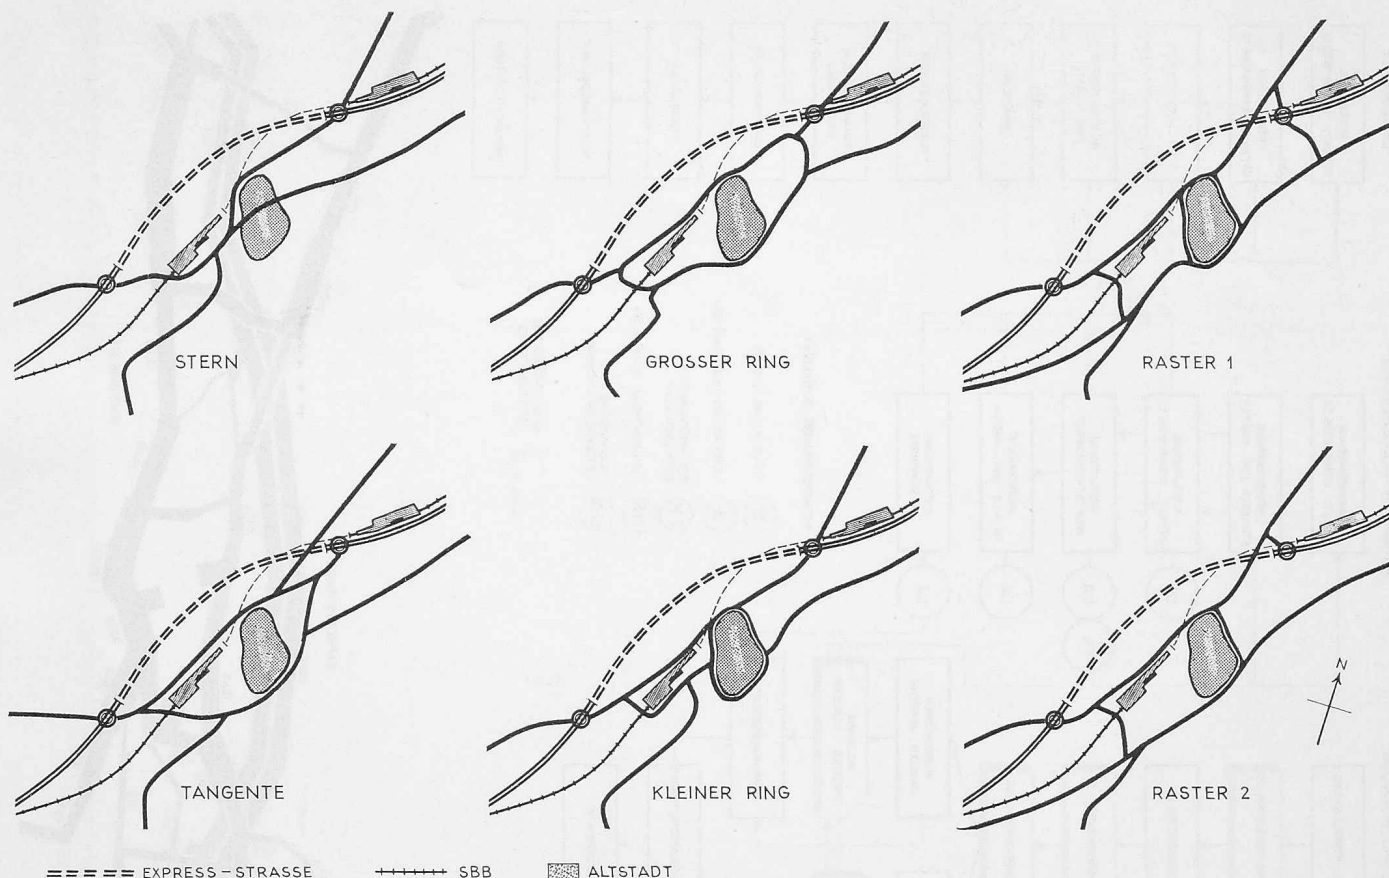 STERN
GROSSER RING
RASTER 1
N
TANGENTE
KLEINER RING
RASTER 2
EXPRESS-STRASSE
SBB
ALTSTADT